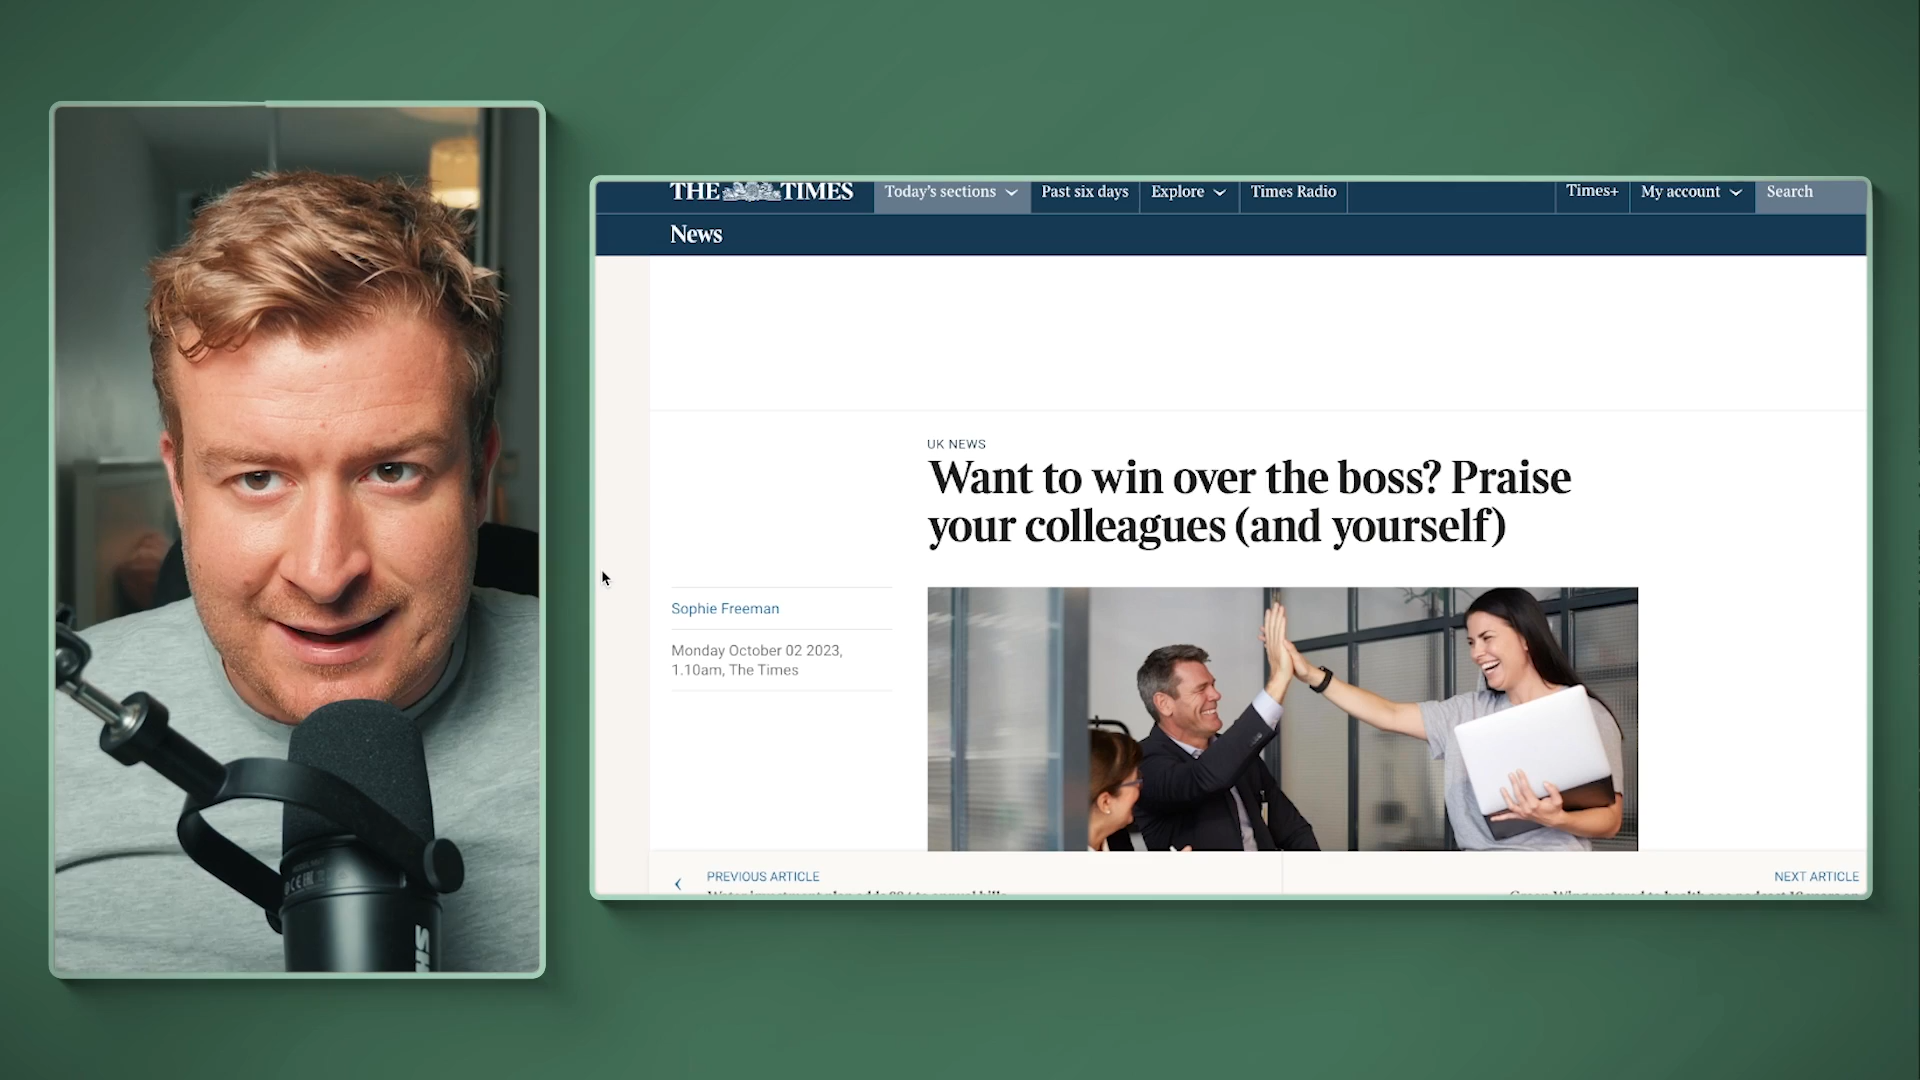 THE TIMES
Today's sections
Past six days
Explore
Times Radio
Times+
My account
Search
News
UK NEWS
Want to win over the boss? Praise
your colleagues (and yourself)
Sophie Freeman
Monday October 02 2023,
1.10am, The Times
PREVIOUS ARTICLE
NEXT ARTICLE
CE
SH